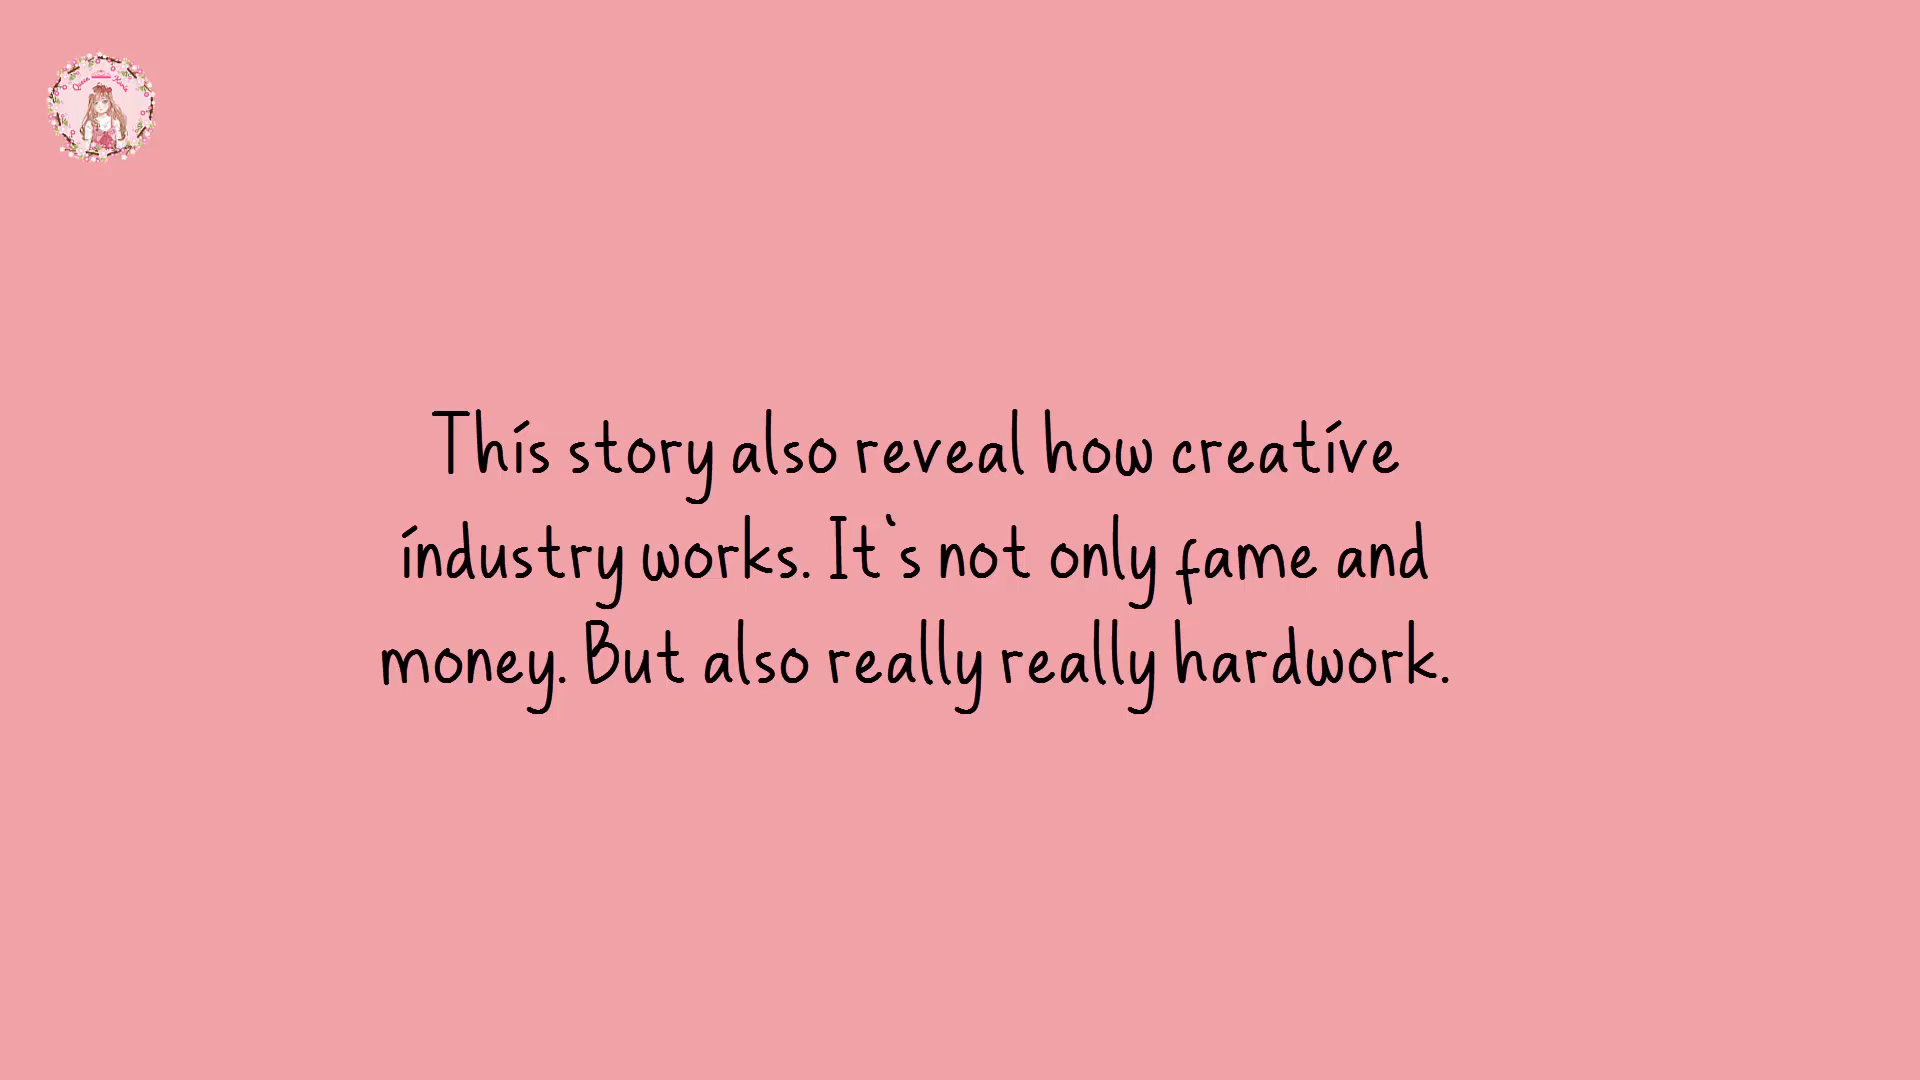 Queen
This story also reveal how creative
industry works. It`s not only fame and
money. But also really really hardwork.